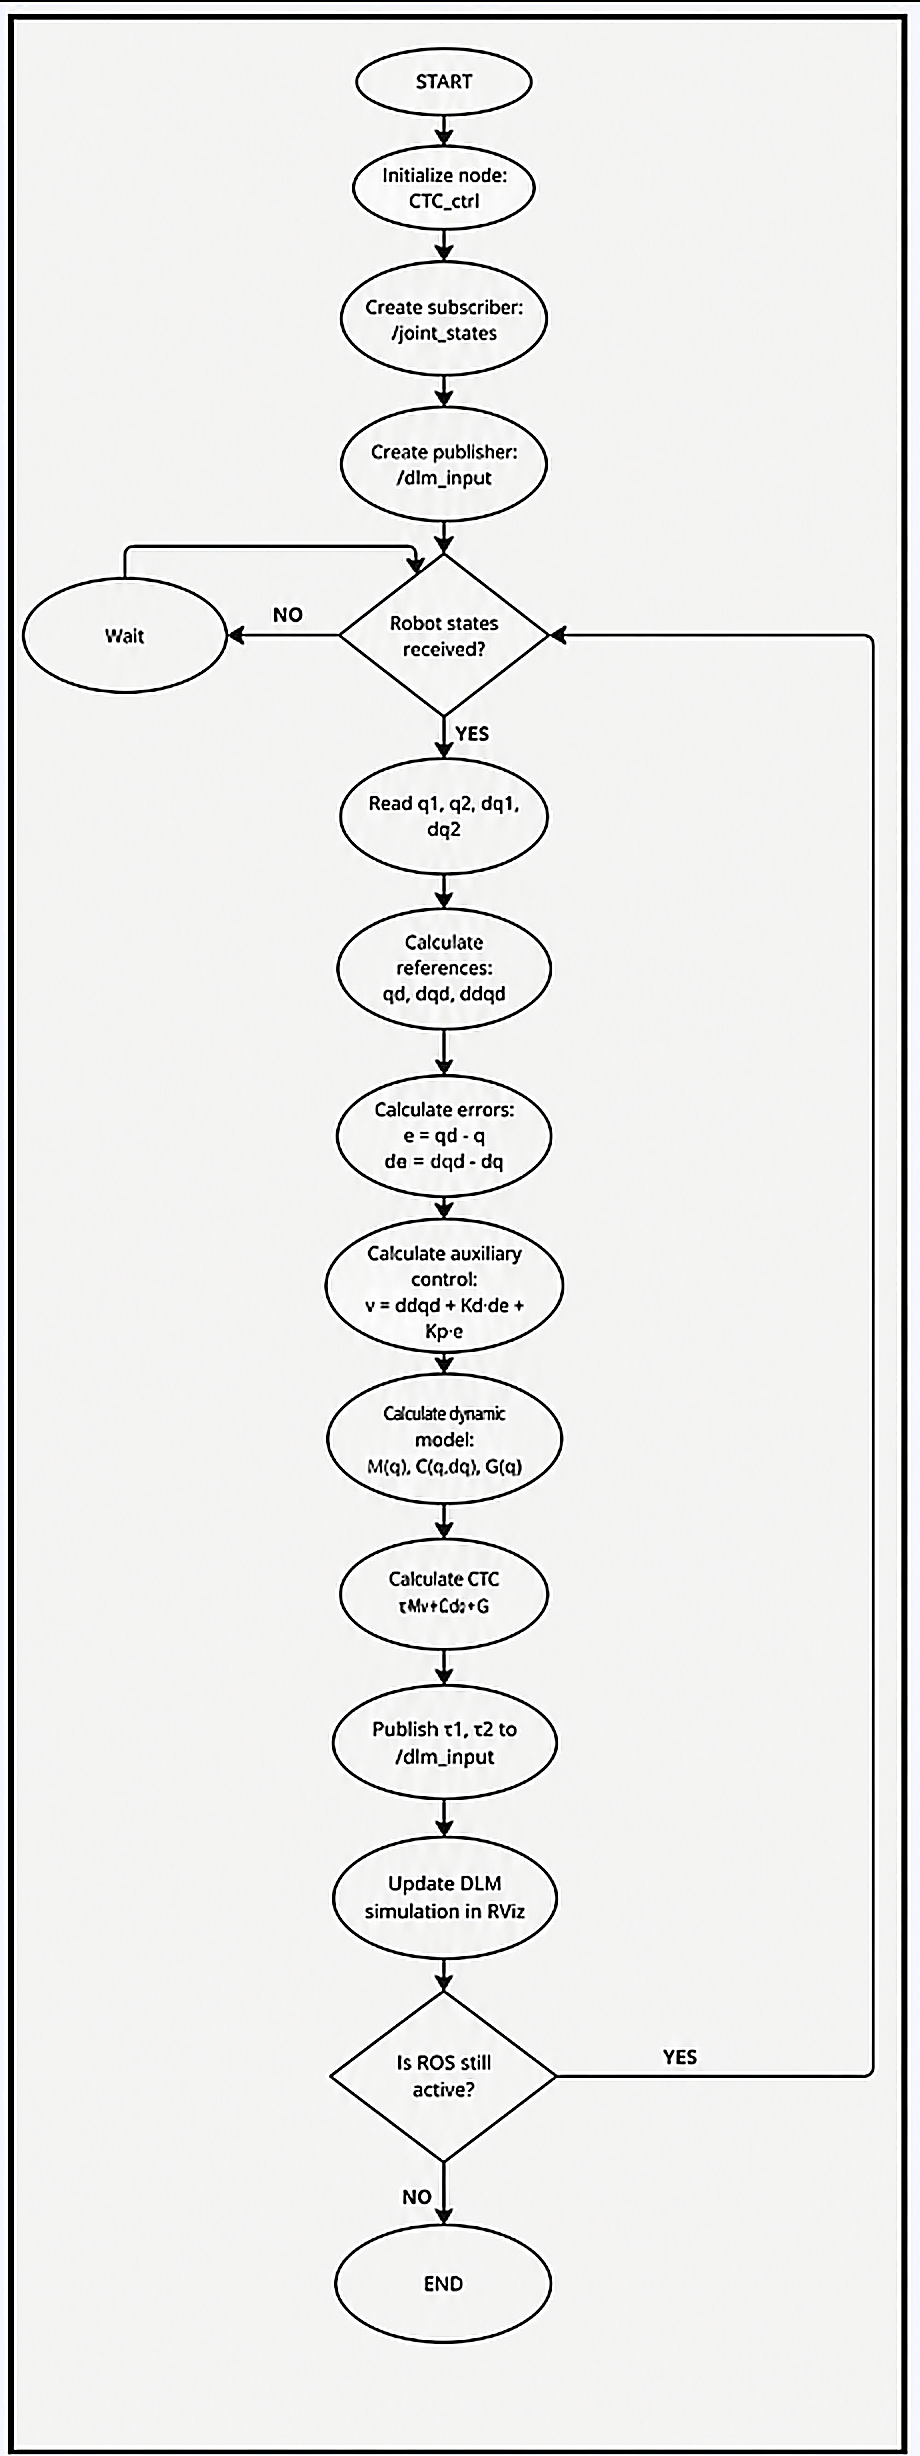 START
Initialize node:
CTC_ctrl
Create subscriber:
/joint_states
Create publisher:
/dlm_input
Robot states
received?
NO
Wait
YES
Read q1, q2, dq1,
dq2
Calculate
references:
qd, dqd, ddqd
Calculate errors:
e = qd - q
de = dqd - dq
Calculate auxiliary
control:
v = ddqd + Kd·de +
Kp·e
Calculate dynamic
model:
M(q), C(q,dq), G(q)
Calculate CTC
Publish τ1, τ2 to
/dlm_input
Update DLM
simulation in RViz
Is ROS still
active?
YES
NO
END